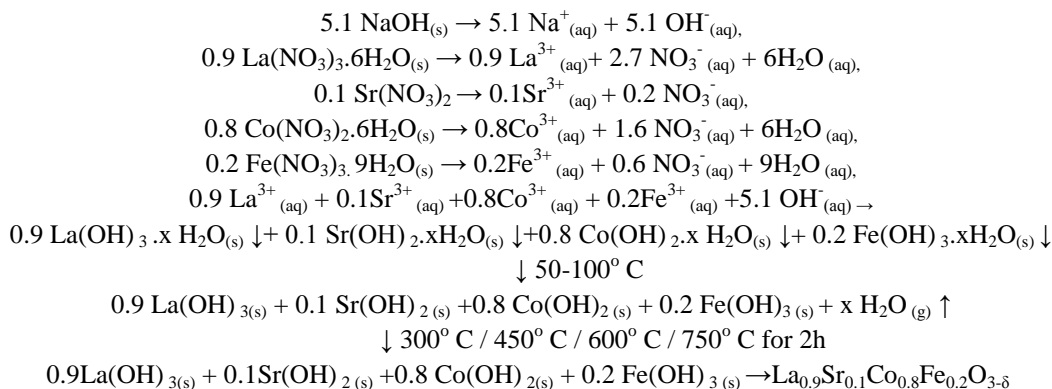 5.1 NaOH(s) → 5.1 Na⁺(aq) + 5.1 OH⁻(aq),
0.9 La(NO₃)₃.6H₂O(s) → 0.9 La³⁺(aq)+ 2.7 NO₃⁻(aq) + 6H₂O (aq),
0.1 Sr(NO₃)₂ → 0.1Sr³⁺(aq) + 0.2 NO₃⁻(aq),
0.8 Co(NO₃)₂.6H₂O(s) → 0.8Co³⁺(aq) + 1.6 NO₃⁻(aq) + 6H₂O (aq),
0.2 Fe(NO₃)₃. 9H₂O(s) → 0.2Fe³⁺(aq) + 0.6 NO₃⁻(aq) + 9H₂O (aq),
0.9 La³⁺(aq) + 0.1Sr³⁺(aq) +0.8Co³⁺(aq) + 0.2Fe³⁺(aq) +5.1 OH⁻(aq) →
0.9 La(OH) ₃ .x H₂O(s) ↓+ 0.1 Sr(OH) ₂.xH₂O(s) ↓+0.8 Co(OH) ₂.x H₂O(s) ↓+ 0.2 Fe(OH) ₃.xH₂O(s) ↓
↓ 50-100° C
0.9 La(OH) ₃(s) + 0.1 Sr(OH) ₂ (s) +0.8 Co(OH)₂ (s) + 0.2 Fe(OH)₃ (s) + x H₂O (g) ↑
↓ 300° C / 450° C / 600° C / 750° C for 2h
0.9La(OH) ₃(s) + 0.1Sr(OH) ₂ (s) +0.8 Co(OH) ₂(s) + 0.2 Fe(OH) ₃ (s) →La₀.₉Sr₀.₁Co₀.₈Fe₀.₂O₃-δ